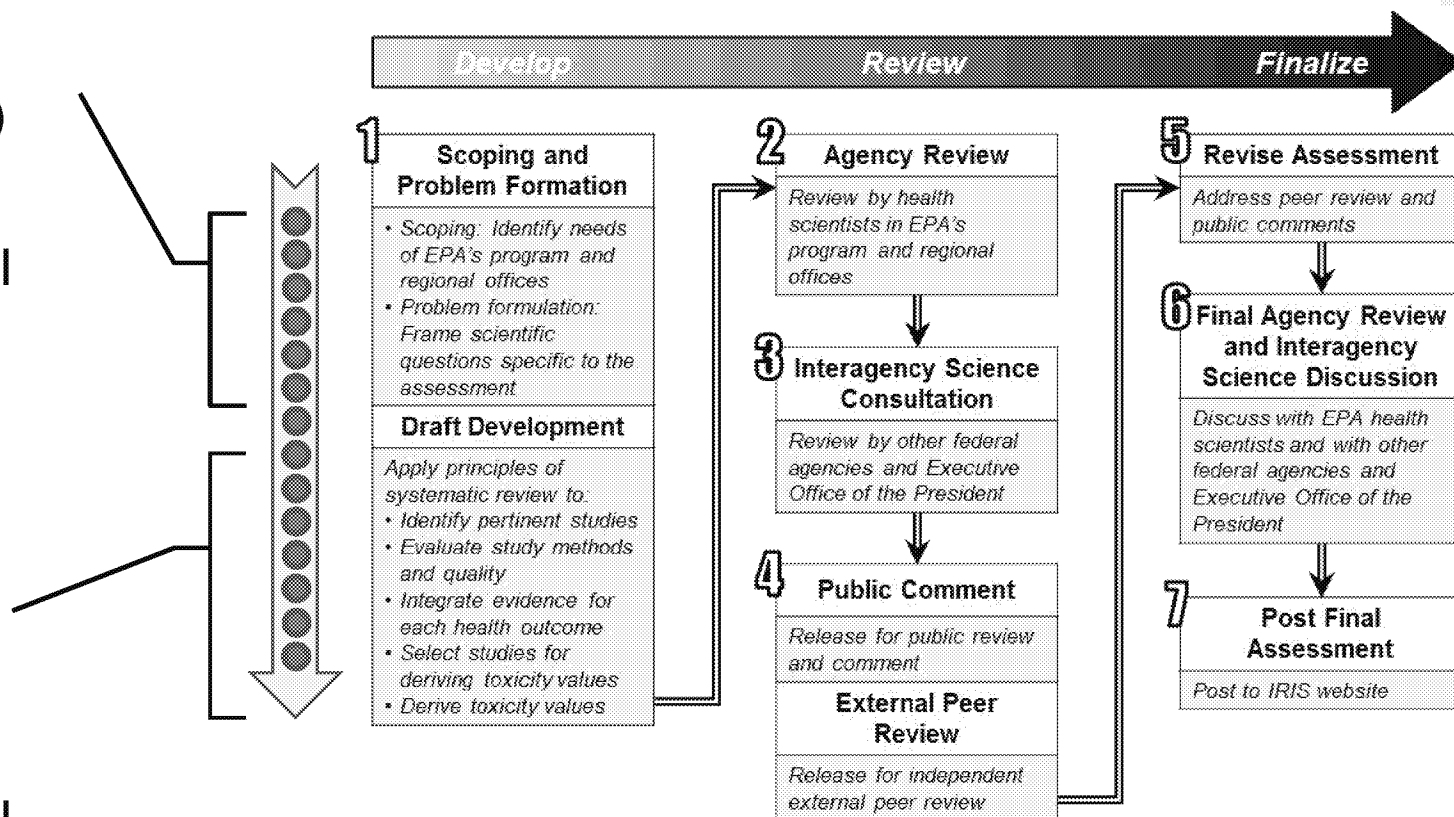 Develop
Review
Finalize
1
Scoping and
Problem Formation
• Scoping: Identify needs
of EPA's program and
regional offices
• Problem formulation:
Frame scientific
questions specific to the
assessment
Draft Development
Apply principles of
systematic review to:
• Identify pertinent studies
• Evaluate study methods
and quality
• Integrate evidence for
each health outcome
• Select studies for
deriving toxicity values
• Derive toxicity values
2
Agency Review
Review by health
scientists in EPA's
program and regional
offices
3
Interagency Science
Consultation
Review by other federal
agencies and Executive
Office of the President
4
Public Comment
Release for public review
and comment
External Peer
Review
Release for independent
external peer review
5
Revise Assessment
Address peer review and
public comments
6
Final Agency Review
and Interagency
Science Discussion
Discuss with EPA health
scientists and with other
federal agencies and
Executive Office of the
President
7
Post Final
Assessment
Post to IRIS website